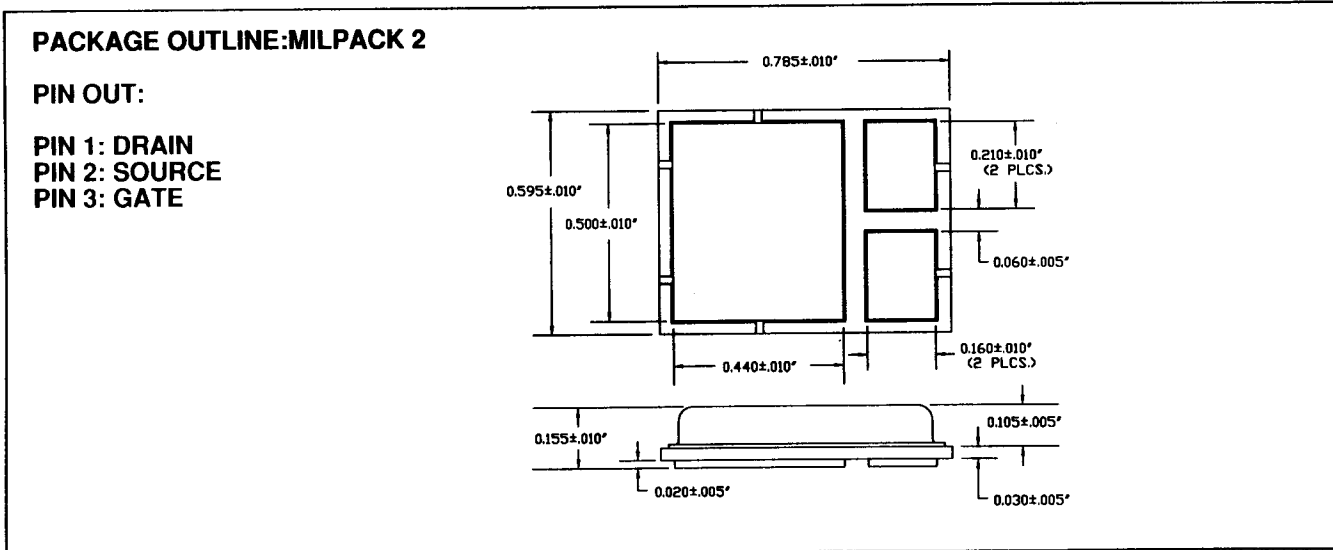 PACKAGE OUTLINE:MILPACK 2
PIN OUT:
PIN 1: DRAIN
PIN 2: SOURCE
PIN 3: GATE
0.785±.010"
0.595±.010"
0.500±.010"
0.210±.010"
(2 PLCS.)
0.060±.005"
0.440±.010"
0.160±.010"
(2 PLCS.)
0.155±.010"
0.105±.005"
0.020±.005"
0.030±.005"